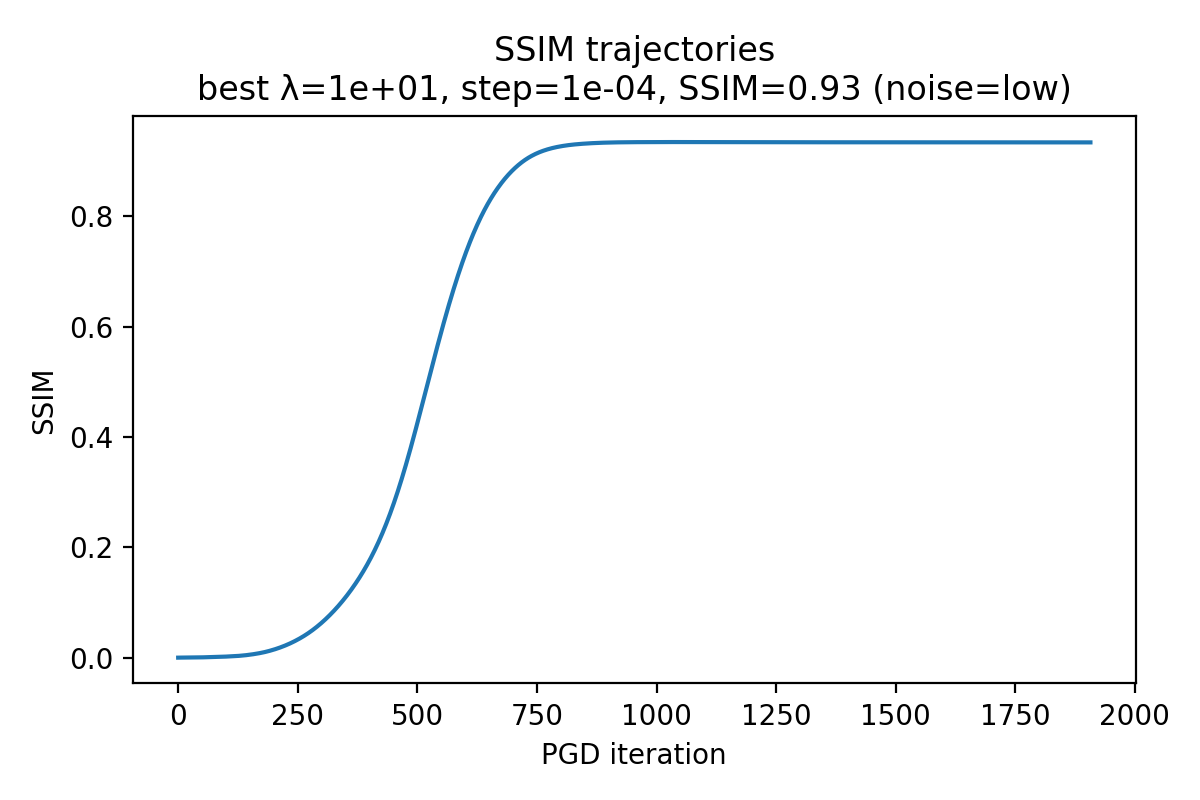 SSIM trajectories
best λ=1e+01, step=1e-04, SSIM=0.93 (noise=low)
0.8
0.6
0.4
0.2
0.0
SSIM
0 250 500 750 1000 1250 1500 1750 2000
PGD iteration